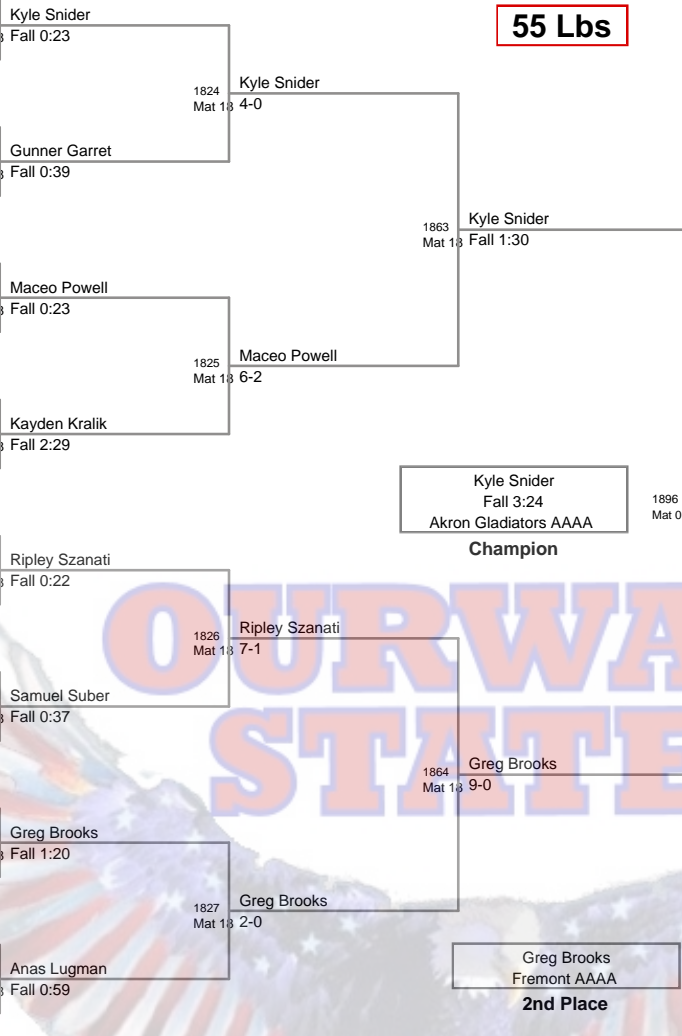 55 Lbs
Kyle Snider
Fall 0:23
1824
Mat 18
Kyle Snider
4-0
Gunner Garret
Fall 0:39
1863
Mat 18
Kyle Snider
Fall 1:30
Maceo Powell
Fall 0:23
1825
Mat 18
Maceo Powell
6-2
Kayden Kralik
Fall 2:29
Kyle Snider
Fall 3:24
Akron Gladiators AAAA
Champion
1896
Mat 0
Ripley Szanati
Fall 0:22
1826
Mat 18
Ripley Szanati
7-1
Samuel Suber
Fall 0:37
OURWA
STATE
1864
Mat 18
Greg Brooks
9-0
Greg Brooks
Fall 1:20
1827
Mat 18
Greg Brooks
2-0
Anas Lugman
Fall 0:59
Greg Brooks
Fremont AAAA
2nd Place